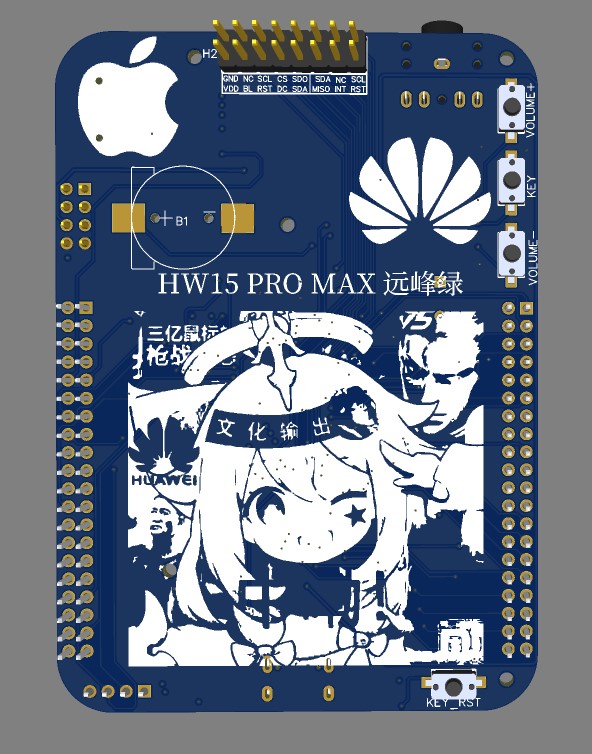 H2
GND NC SCL CS SDO SDA NC SCL
VDD BL RST DC SDA MISO INT RST
VOLUME+
KEY
B1
VOLUME-
HW15 PRO MAX 远峰绿
三亿鼠标
枪战
文化输出
HUAWEI
KEY_RST